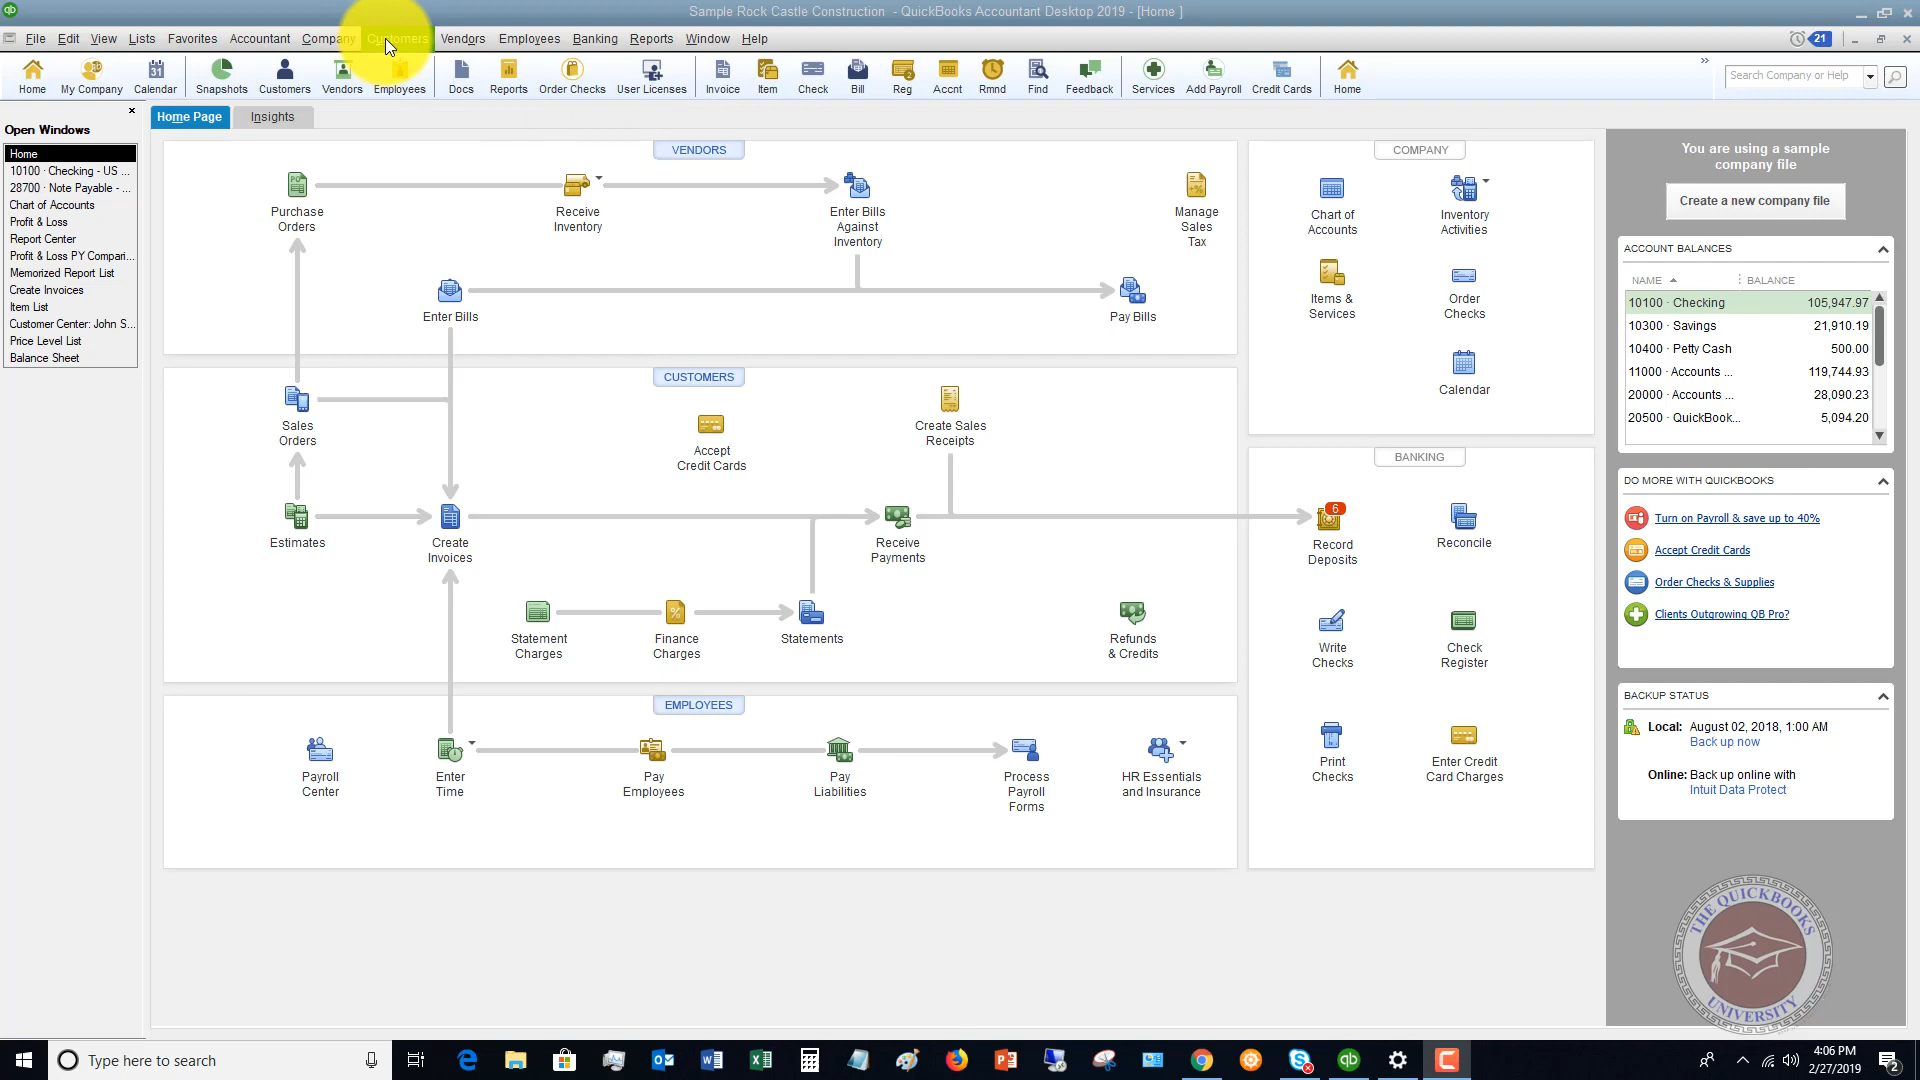 Sample Rock Castle Construction - QuickBooks Accountant Desktop 2019 - [Home ]
File Edit View Lists Favorites Accountant Company Customers Vendors Employees Banking Reports Window Help
21
Home My Company Calendar Snapshots Customers Vendors Employees Docs Reports Order Checks User Licenses Invoice Item Check Bill Reg Accnt Rmnd Find Feedback Services Add Payroll Credit Cards Home
Search Company or Help
Open Windows
Home
10100 · Checking - US ...
28700 · Note Payable - ...
Chart of Accounts
Profit & Loss
Report Center
Profit & Loss PY Compari...
Memorized Report List
Create Invoices
Item List
Customer Center: John S...
Price Level List
Balance Sheet
Home Page
Insights
VENDORS
Purchase
Orders
Receive
Inventory
Enter Bills
Against
Inventory
Manage
Sales
Tax
Enter Bills
Pay Bills
CUSTOMERS
Sales
Orders
Accept
Credit Cards
Create Sales
Receipts
Estimates
Create
Invoices
Receive
Payments
Statement
Charges
Finance
Charges
Statements
Refunds
& Credits
EMPLOYEES
Payroll
Center
Enter
Time
Pay
Employees
Pay
Liabilities
Process
Payroll
Forms
HR Essentials
and Insurance
COMPANY
Chart of
Accounts
Inventory
Activities
Items &
Services
Order
Checks
Calendar
BANKING
6
Record
Deposits
Reconcile
Write
Checks
Check
Register
Print
Checks
Enter Credit
Card Charges
You are using a sample
company file
Create a new company file
ACCOUNT BALANCES
NAME BALANCE
10100 · Checking 105,947.97
10300 · Savings 21,910.19
10400 · Petty Cash 500.00
11000 · Accounts ... 119,744.93
20000 · Accounts ... 28,090.23
20500 · QuickBook... 5,094.20
DO MORE WITH QUICKBOOKS
Turn on Payroll & save up to 40%
Accept Credit Cards
Order Checks & Supplies
Clients Outgrowing QB Pro?
BACKUP STATUS
Local: August 02, 2018, 1:00 AM
Back up now
Online: Back up online with
Intuit Data Protect
THE QUICKBOOKS
UNIVERSITY
Type here to search
4:06 PM
2/27/2019
2